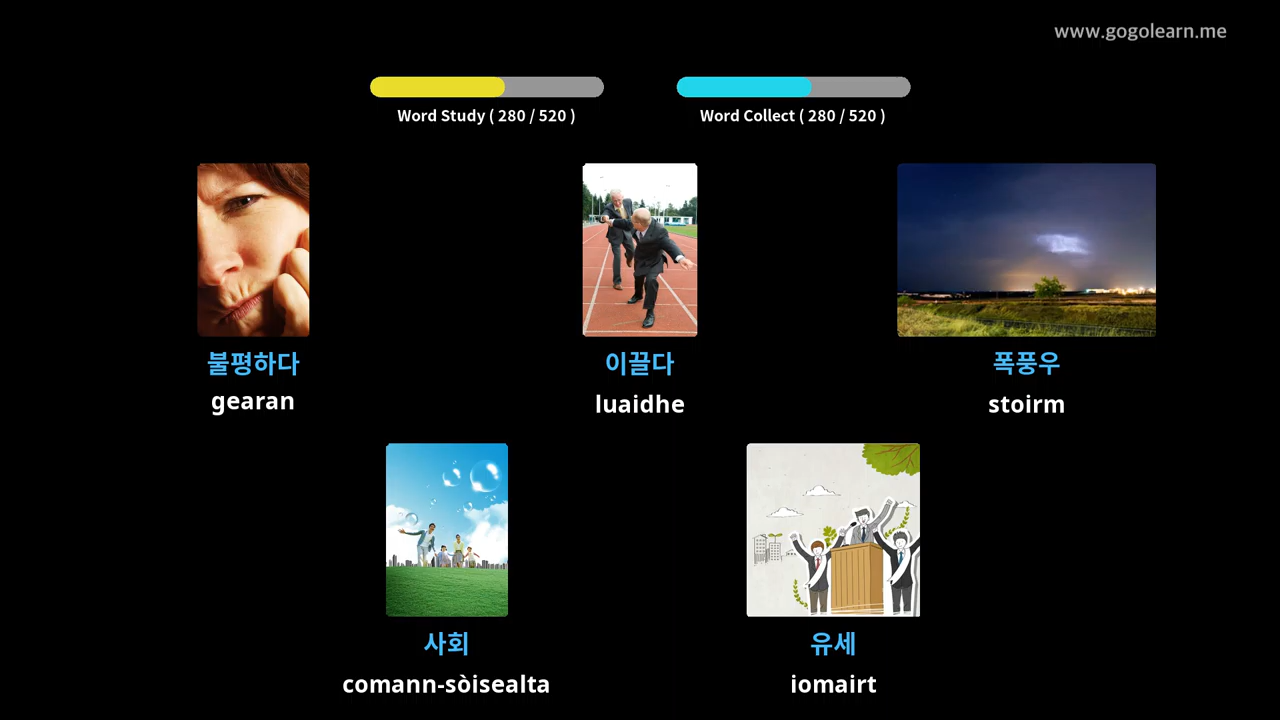 www.gogolearn.me
Word Study ( 280 / 520 )
Word Collect ( 280 / 520 )
불평하다
gearan
이끌다
luaidhe
폭풍우
stoirm
사회
comann-sòisealta
유세
iomairt